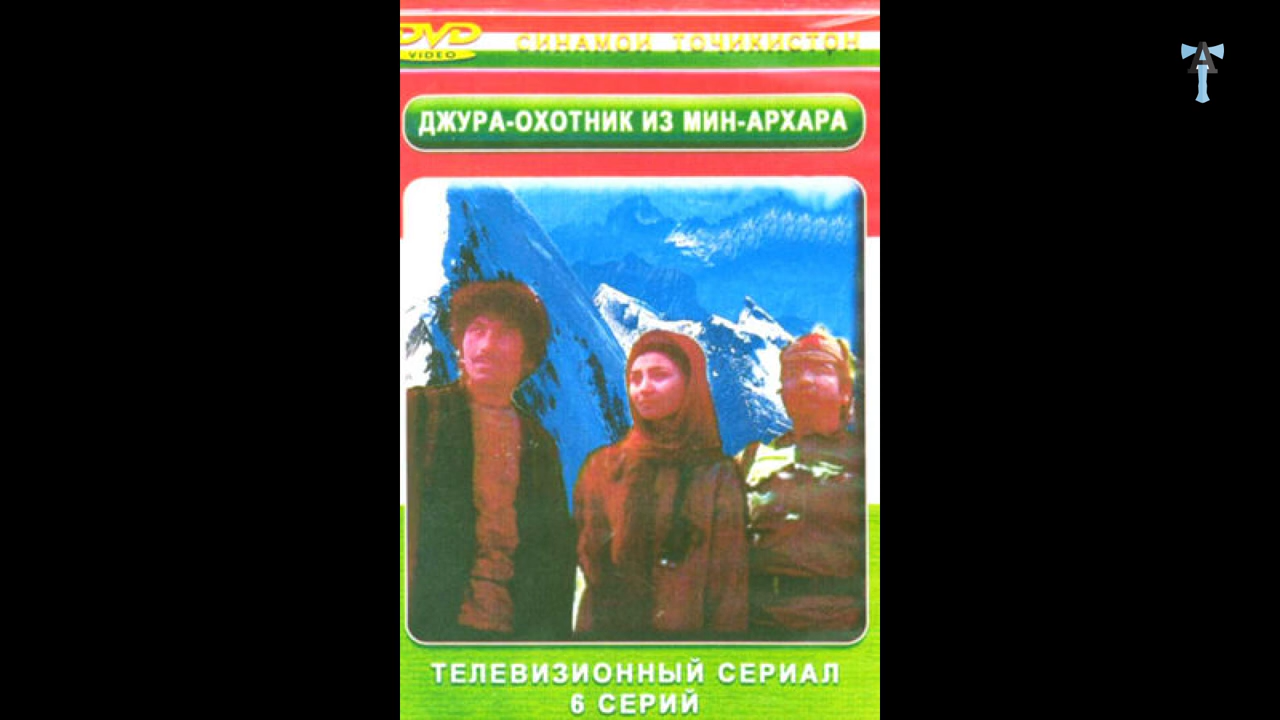 DVD
VIDEO
СИНАМОИ ТОҶИКИСТОН
ДЖУРА-ОХОТНИК ИЗ МИН-АРХАРА
ТЕЛЕВИЗИОННЫЙ СЕРИАЛ
6 СЕРИЙ
A